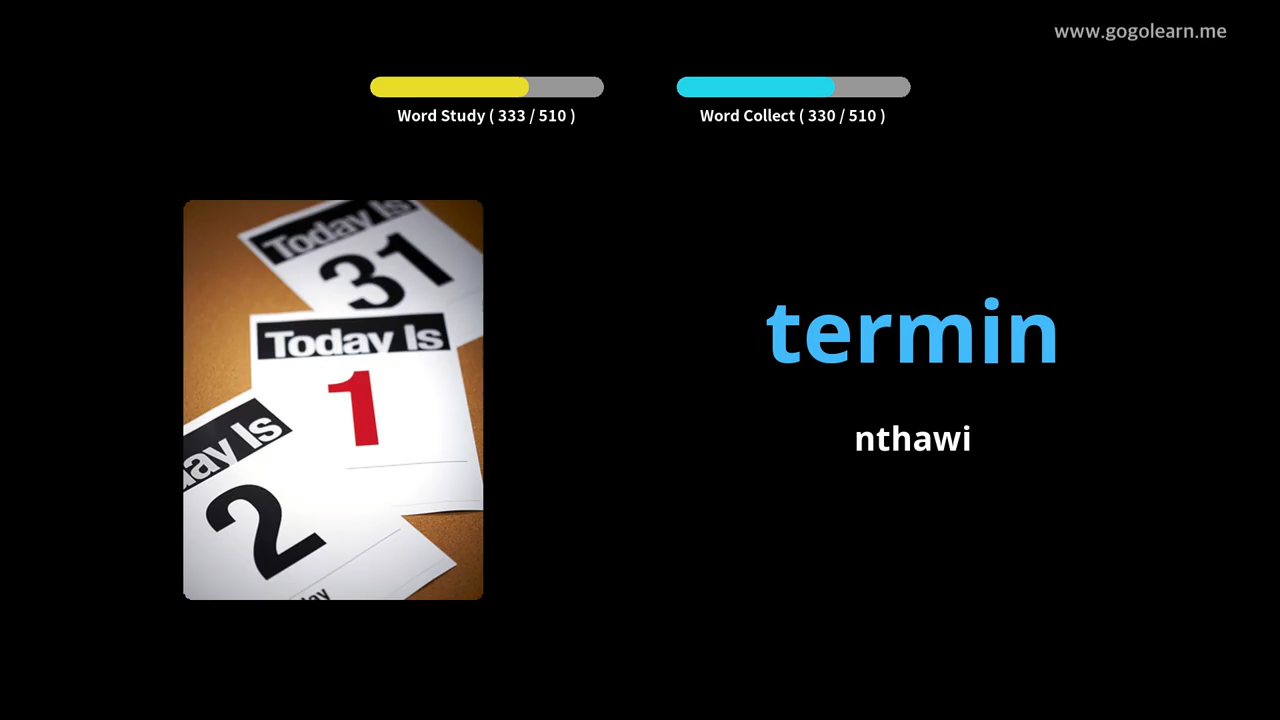 www.gogolearn.me
Word Study ( 333 / 510 )
Word Collect ( 330 / 510 )
Today Is
31
Today Is
1
day Is
2
termin
nthawi